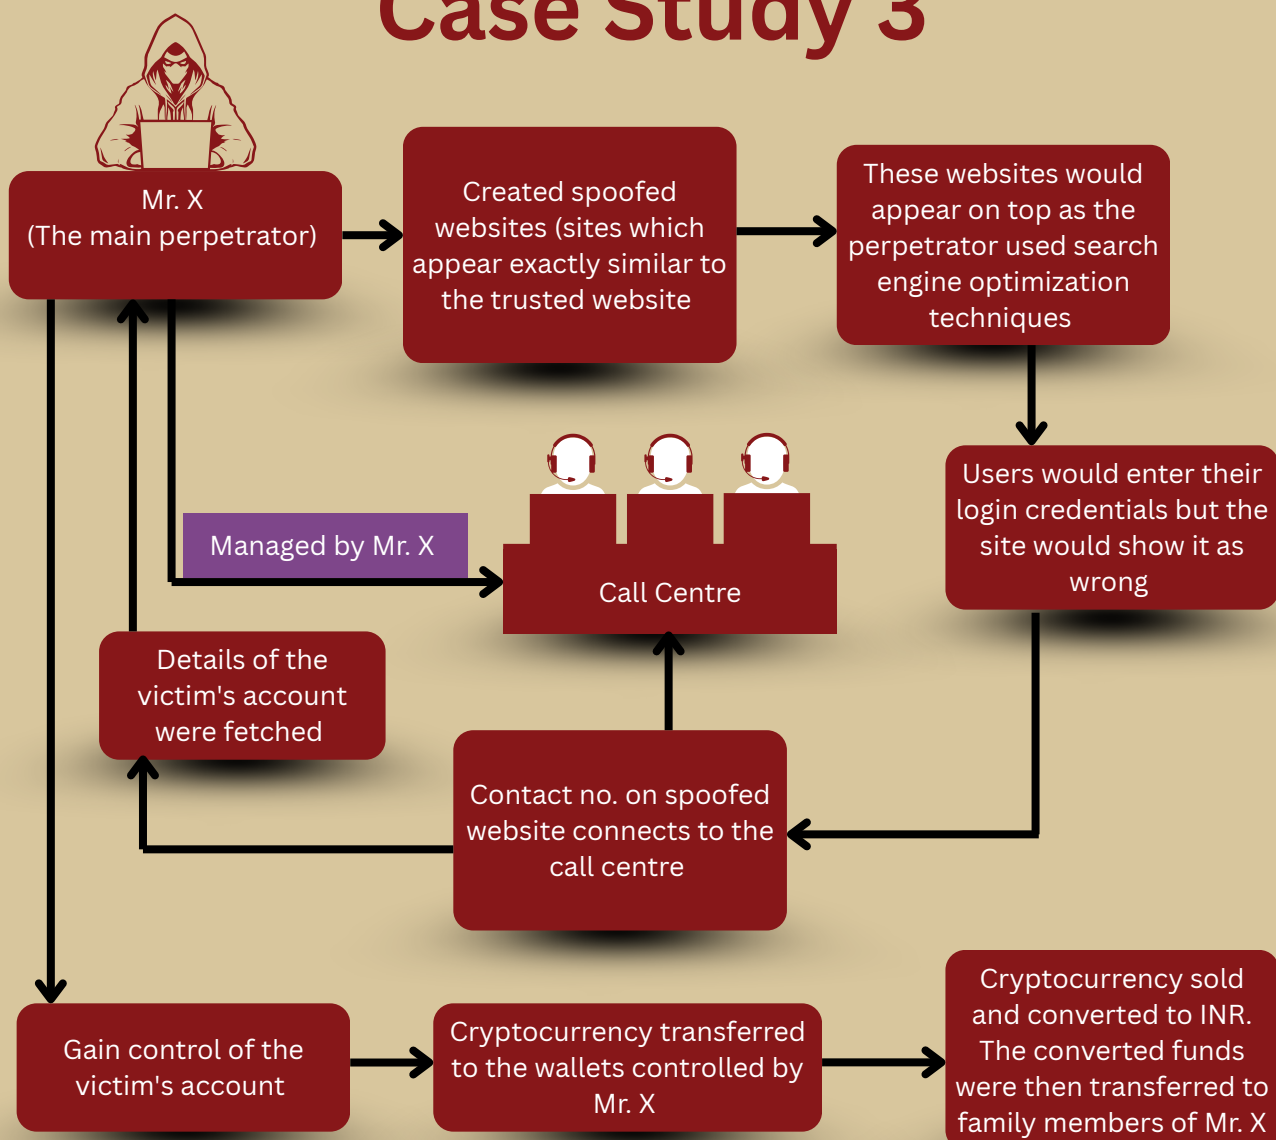 Case Study 3
Mr. X
(The main perpetrator)
Created spoofed
websites (sites which
appear exactly similar to
the trusted website
These websites would
appear on top as the
perpetrator used search
engine optimization
techniques
Users would enter their
login credentials but the
site would show it as
wrong
Managed by Mr. X
Call Centre
Details of the
victim's account
were fetched
Contact no. on spoofed
website connects to the
call centre
Gain control of the
victim's account
Cryptocurrency transferred
to the wallets controlled by
Mr. X
Cryptocurrency sold
and converted to INR.
The converted funds
were then transferred to
family members of Mr. X